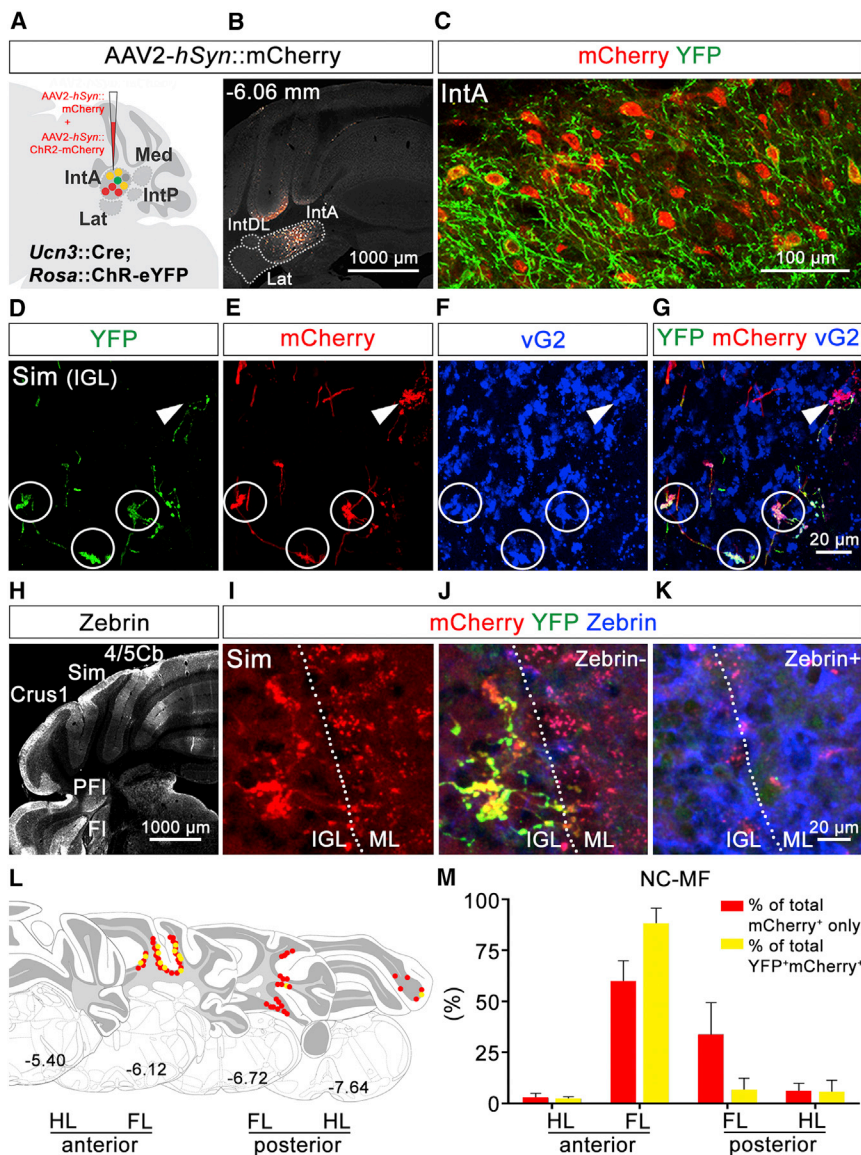 A
B
C
AAV2-hSyn::mCherry
mCherry YFP
AAV2-hSyn::
mCherry
+
AAV2-hSyn::
ChR2-mCherry
Med
IntA
IntP
Lat
Ucn3::Cre;
Rosa::ChR-eYFP
-6.06 mm
IntDL
IntA
Lat
1000 µm
IntA
100 µm
D
E
F
G
YFP
mCherry
vG2
YFP mCherry vG2
Sim (IGL)
20 µm
H
I
J
K
Zebrin
mCherry YFP Zebrin
4/5Cb
Sim
Crus1
PFl
Fl
1000 µm
Sim
IGL
ML
Zebrin-
IGL
ML
Zebrin+
IGL
ML
20 µm
L
M
-5.40
-6.12
-6.72
-7.64
HL
FL
anterior
FL
HL
posterior
NC-MF
% of total
mCherry⁺ only
% of total
YFP⁺mCherry⁺
(%)
100
75
50
25
0
HL
FL
anterior
FL
HL
posterior